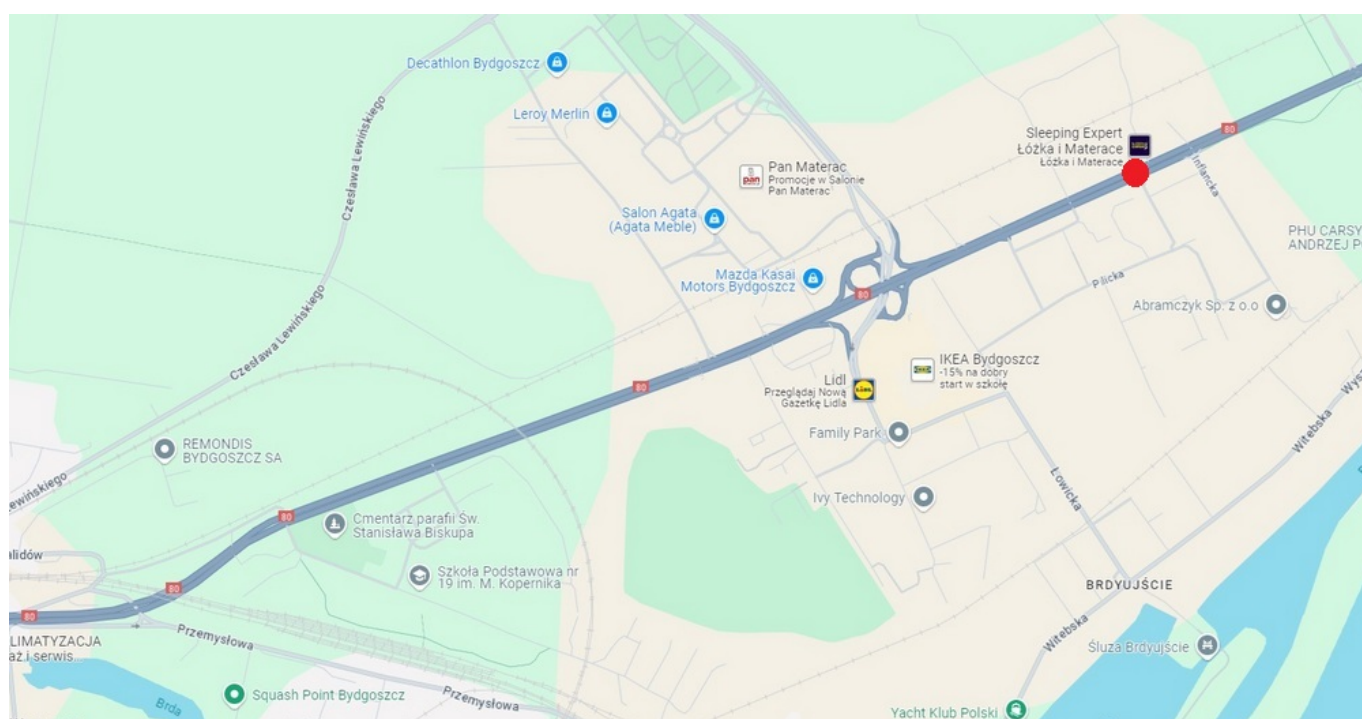 Decathlon Bydgoszcz
Leroy Merlin
Czesława Lewińskiego
Pan Materac
Promocje w Salonie
Pan Materac
pan
Sleeping Expert
Łóżka i Materace
Łóżka i Materace
80
Inflancka
Salon Agata
(Agata Meble)
PHU CARSY
ANDRZEJ P
Mazda Kasai
Motors Bydgoszcz
80
Pilicka
Abramczyk Sp. z o.o
Czesława Lewińskiego
IKEA Bydgoszcz
-15% na dobry
start w szkołę
IKEA
80
Lidl
Przeglądaj Nową
Gazetkę Lidla
LIDL
Wys
Witebska
Family Park
REMONDIS
BYDGOSZCZ SA
ewińskiego
Ivy Technology
Łowicka
80
Cmentarz parafii Św.
Stanisława Biskupa
alidów
Szkoła Podstawowa nr
19 im. M. Kopernika
80
BRDYUJŚCIE
80
Przemysłowa
LIMATYZACJA
aż i serwis...
Witebska
Śluza Brdyujście
Squash Point Bydgoszcz
Przemysłowa
Brda
Yacht Klub Polski